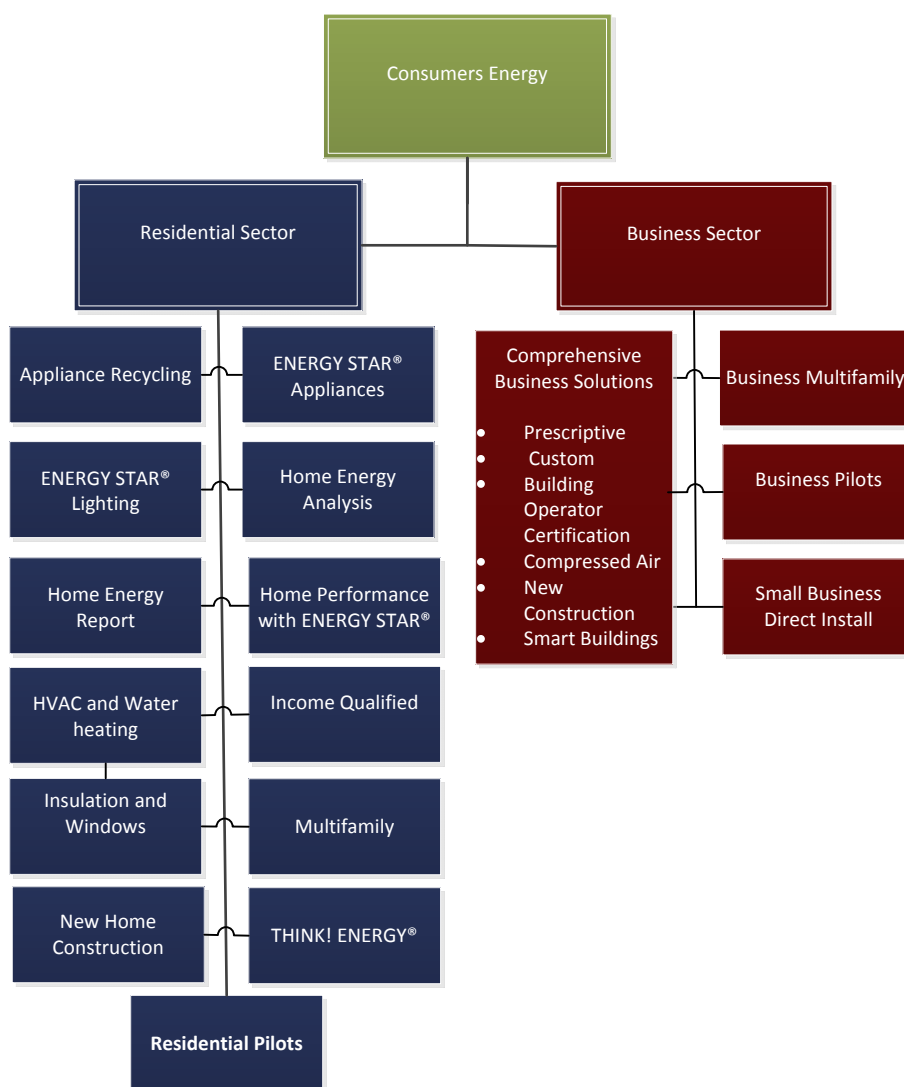 Consumers Energy
Residential Sector
Business Sector
Appliance Recycling
ENERGY STAR®
Appliances
ENERGY STAR®
Lighting
Home Energy
Analysis
Home Energy
Report
Home Performance
with ENERGY STAR®
HVAC and Water
heating
Income Qualified
Insulation and
Windows
Multifamily
New Home
Construction
THINK! ENERGY®
Residential Pilots
Comprehensive
Business Solutions
• Prescriptive
• Custom
• Building
Operator
Certification
• Compressed Air
• New
Construction
• Smart Buildings
Business Multifamily
Business Pilots
Small Business
Direct Install